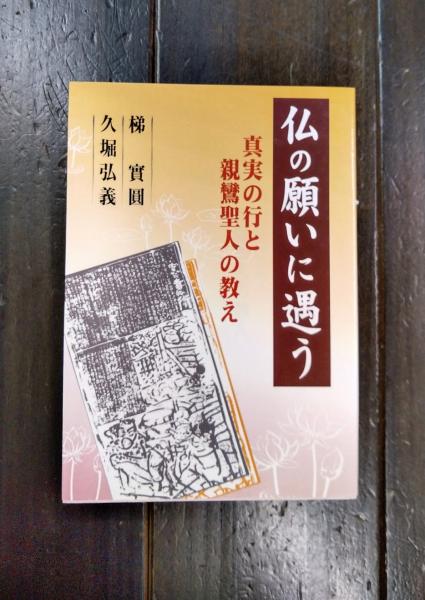 仏の願いに遇う
真実の行と
親鸞聖人の教え
梯 實圓
久堀弘義